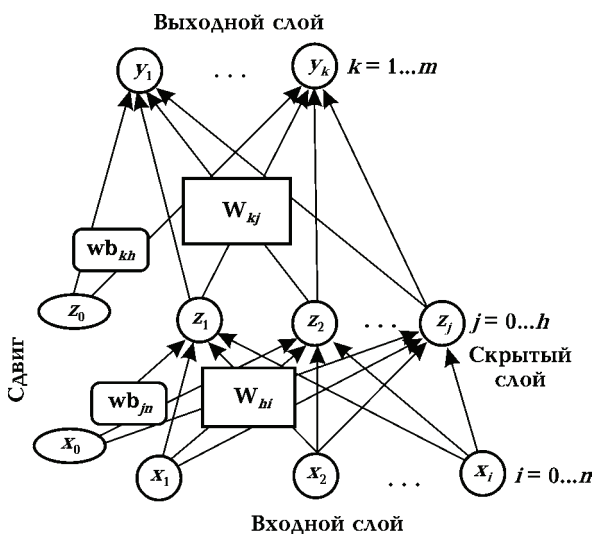 Выходной слой
y1 . . . yk k = 1...m
Wkj
wbkh
z0 z1 z2 . . . zj j = 0...h
Скрытый
слой
Сдвиг
wbjn Whi
x0
x1 x2 . . . xi i = 0...n
Входной слой